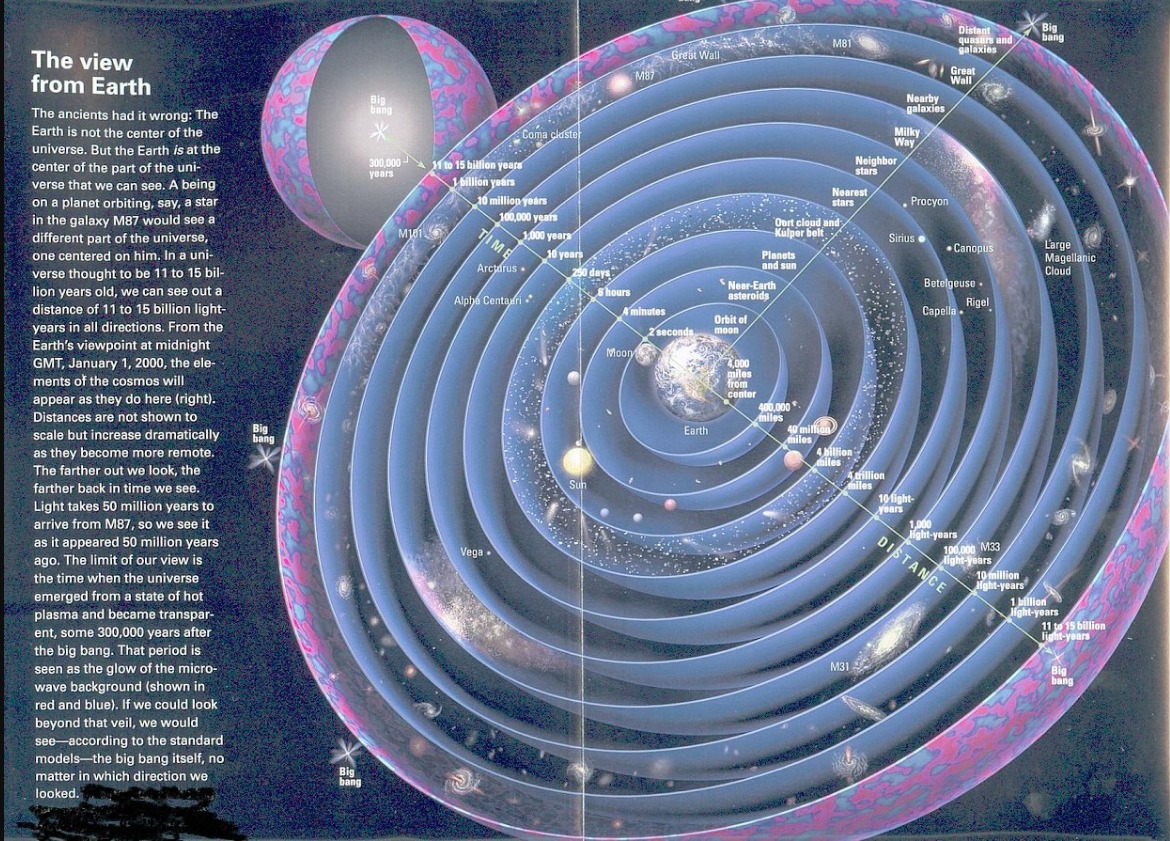 The view
from Earth
The ancients had it wrong: The
Earth is not the center of the
universe. But the Earth is at the
center of the part of the uni-
verse that we can see. A being
on a planet orbiting, say, a star
in the galaxy M87 would see a
different part of the universe,
one centered on him. In a uni-
verse thought to be 11 to 15 bil-
lion years old, we can see out a
distance of 11 to 15 billion light-
years in all directions. From the
Earth's viewpoint at midnight
GMT, January 1, 2000, the ele-
ments of the cosmos will
appear as they do here (right).
Distances are not shown to
scale but increase dramatically
as they become more remote.
The farther out we look, the
farther back in time we see.
Light takes 50 million years to
arrive from M87, so we see it
as it appeared 50 million years
ago. The limit of our view is
the time when the universe
emerged from a state of hot
plasma and became transpar-
ent, some 300,000 years after
the big bang. That period is
seen as the glow of the micro-
wave background (shown in
red and blue). If we could look
beyond that veil, we would
see—according to the standard
models—the big bang itself, no
matter in which direction we
looked.
Big
bang
300,000
years
11 to 15 billion years
1 billion years
10 million years
100,000 years
1,000 years
10 years
250 days
6 hours
4 minutes
2 seconds
TIME
bang
Big
bang
Distant
quasars and
galaxies
Great
Wall
Nearby
galaxies
Milky
Way
Neighbor
stars
Nearest
stars
Oort cloud and
Kuiper belt
Planets
and sun
Near-Earth
asteroids
Orbit of
moon
Great Wall
M81
M87
Coma cluster
M101
Arcturus
Alpha Centauri
Procyon
Sirius
Canopus
Large
Magellanic
Cloud
Betelgeuse
Rigel
Capella
Moon
Earth
Sun
Vega
M31
M33
4,000
miles
from
center
400,000
miles
40 million
miles
4 billion
miles
4 trillion
miles
10 light-
years
1,000
light-years
100,000
light-years
10 million
light-years
1 billion
light-years
11 to 15 billion
light-years
DISTANCE
Big
bang
Big
bang
Big
bang